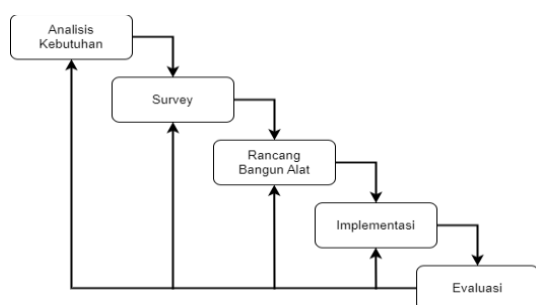 Analisis
Kebutuhan
Survey
Rancang
Bangun Alat
Implementasi
Evaluasi